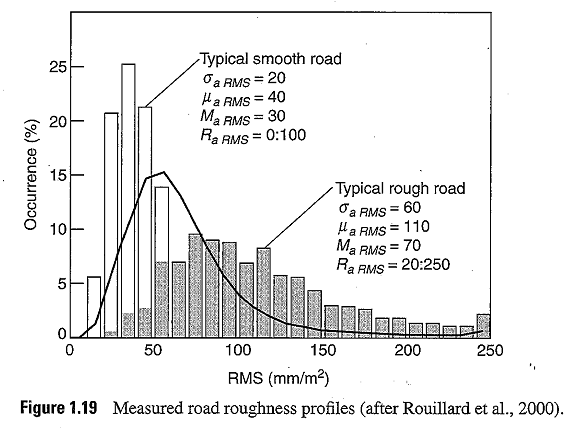 Typical smooth road
σa RMS = 20
μa RMS = 40
Ma RMS = 30
Ra RMS = 0:100
Typical rough road
σa RMS = 60
μa RMS = 110
Ma RMS = 70
Ra RMS = 20:250
Occurrence (%)
25
20
15
10
5
0
0 50 100 150 200 250
RMS (mm/m²)
Figure 1.19 Measured road roughness profiles (after Rouillard et al., 2000).